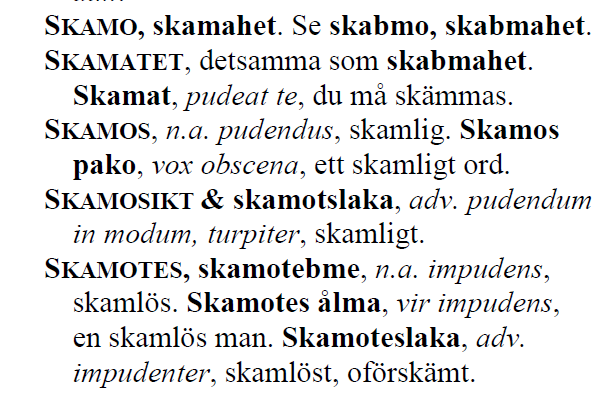 SKAMO, skamahet. Se skabmo, skabmahet.
SKAMATET, detsamma som skabmahet.
Skamat, pudeat te, du må skämmas.
SKAMOS, n.a. pudendus, skamlig. Skamos
pako, vox obscena, ett skamligt ord.
SKAMOSIKT & skamotslaka, adv. pudendum
in modum, turpiter, skamligt.
SKAMOTES, skamotebme, n.a. impudens,
skamlös. Skamotes ålma, vir impudens,
en skamlös man. Skamoteslaka, adv.
impudenter, skamlöst, oförskämt.